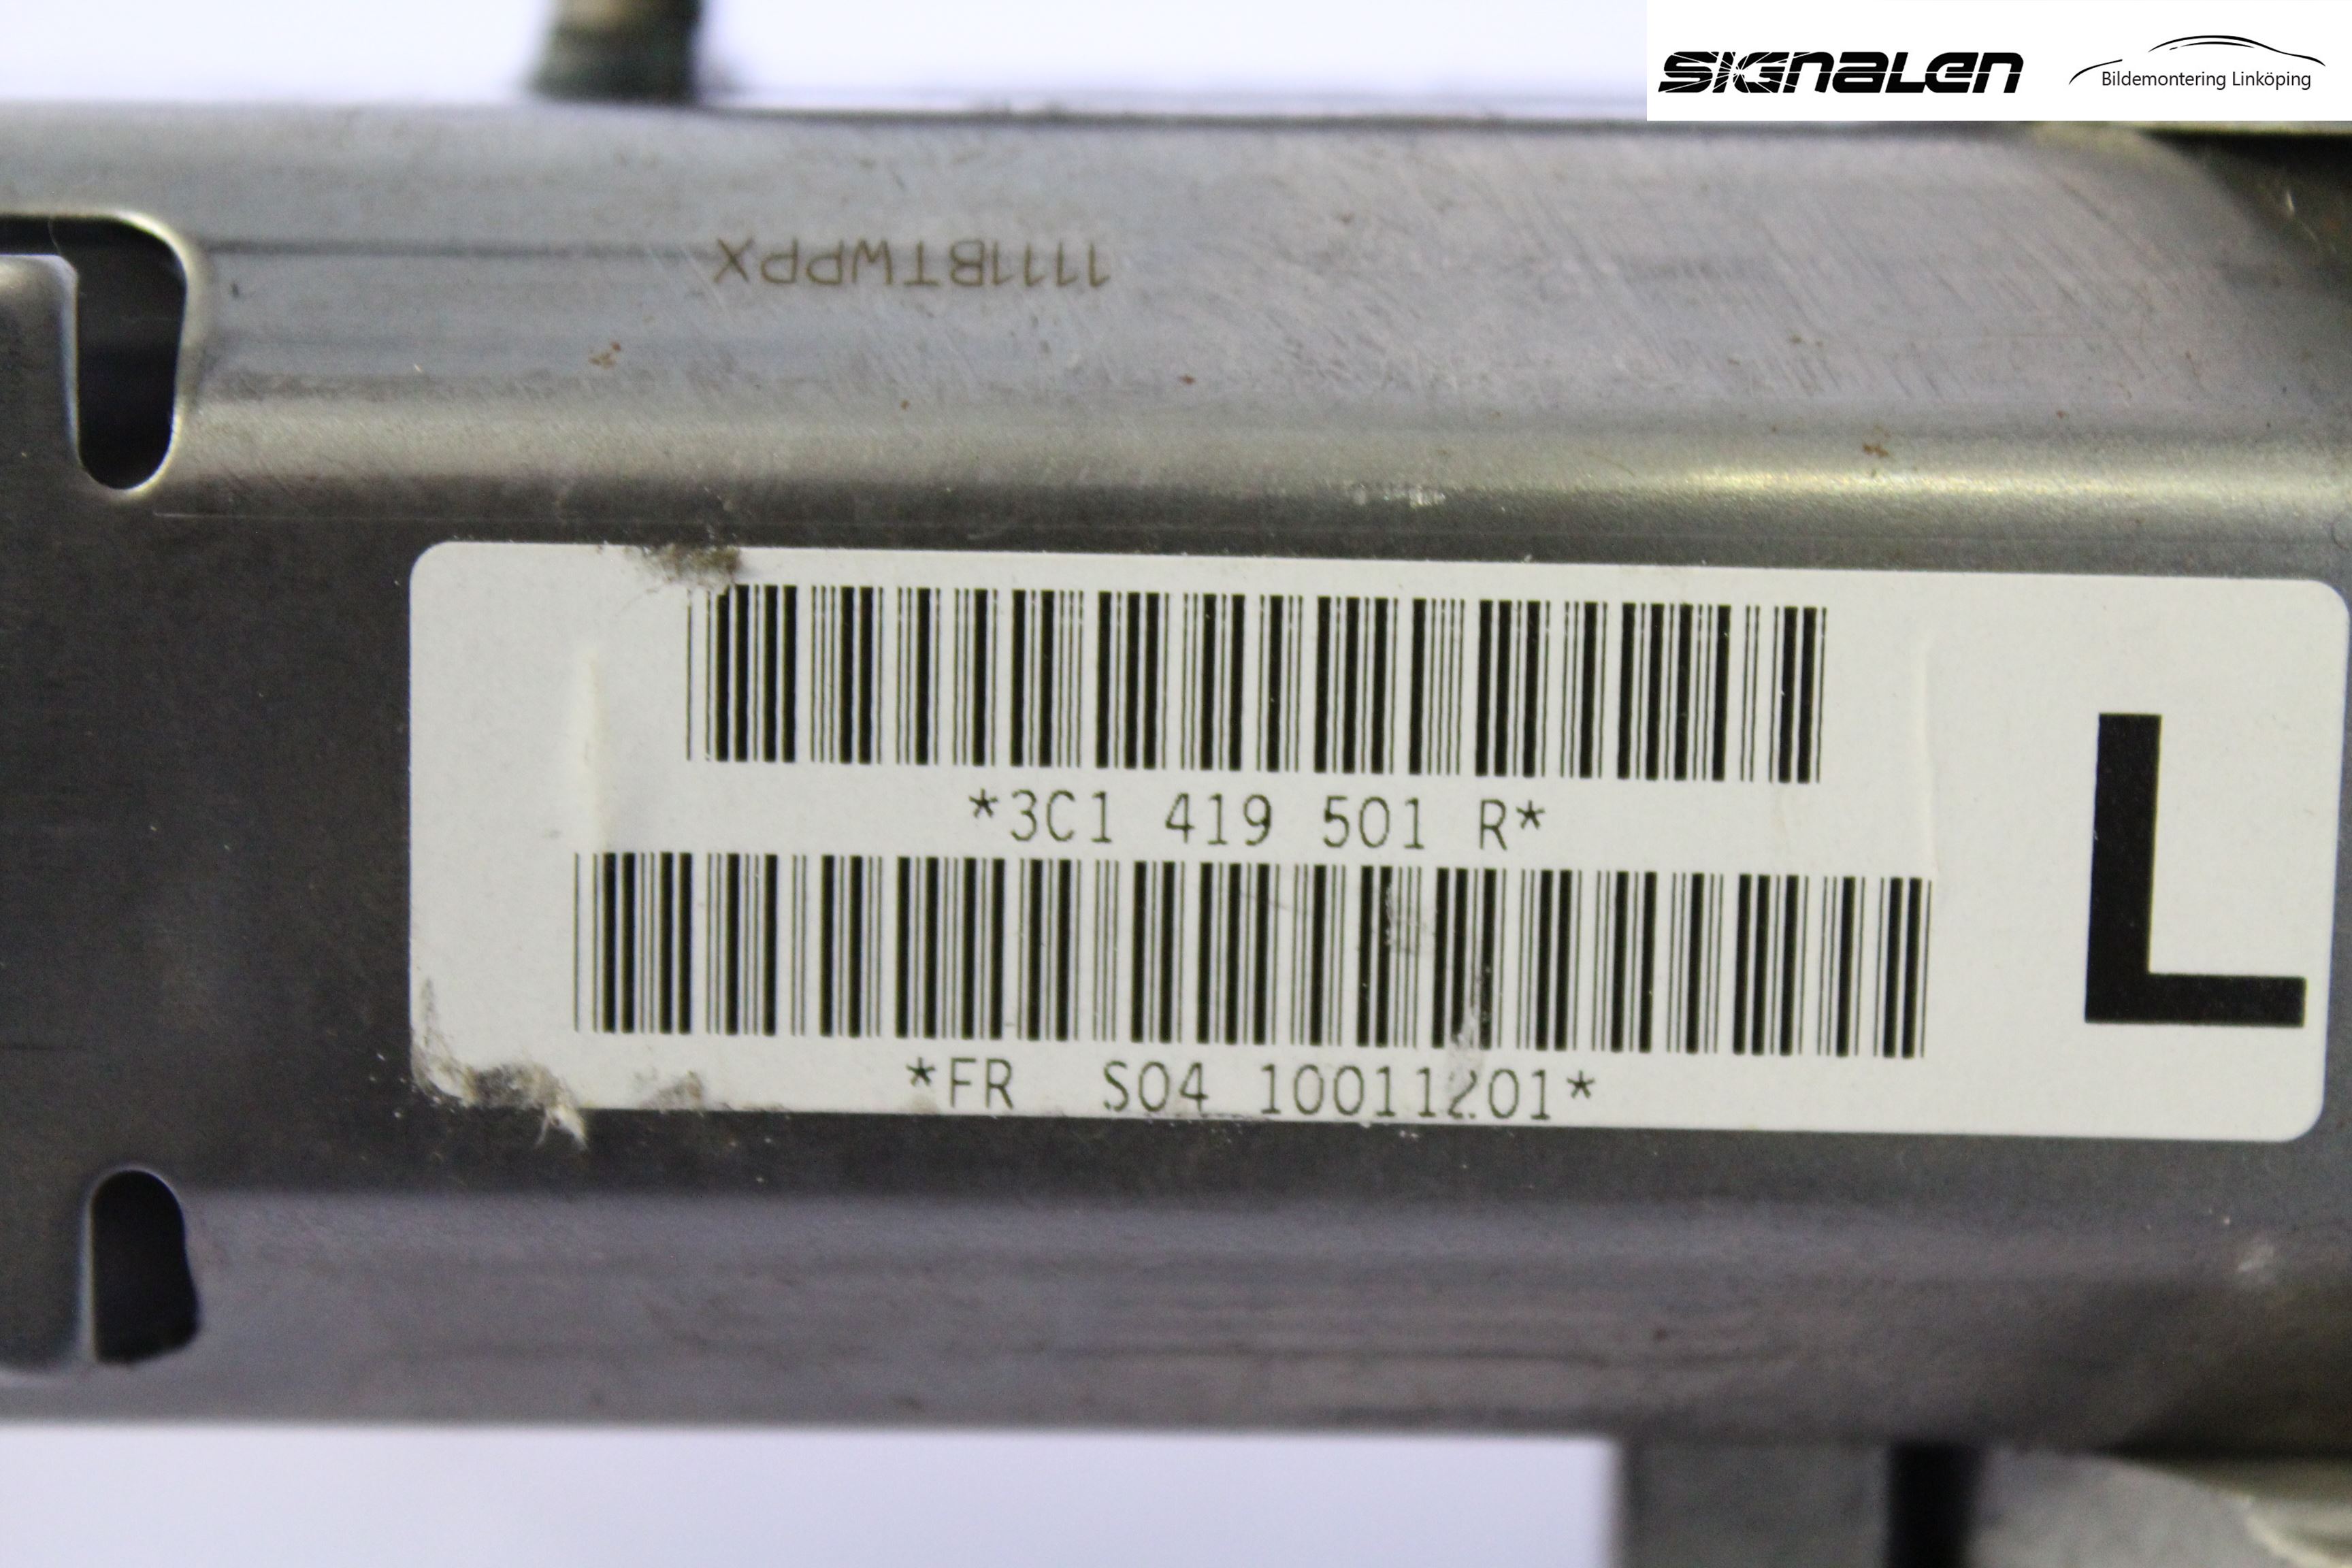 SIGNALEN
Bildemontering Linköping
1111BTWPPX
*3C1 419 501 R*
L
*FR S04 10011201*